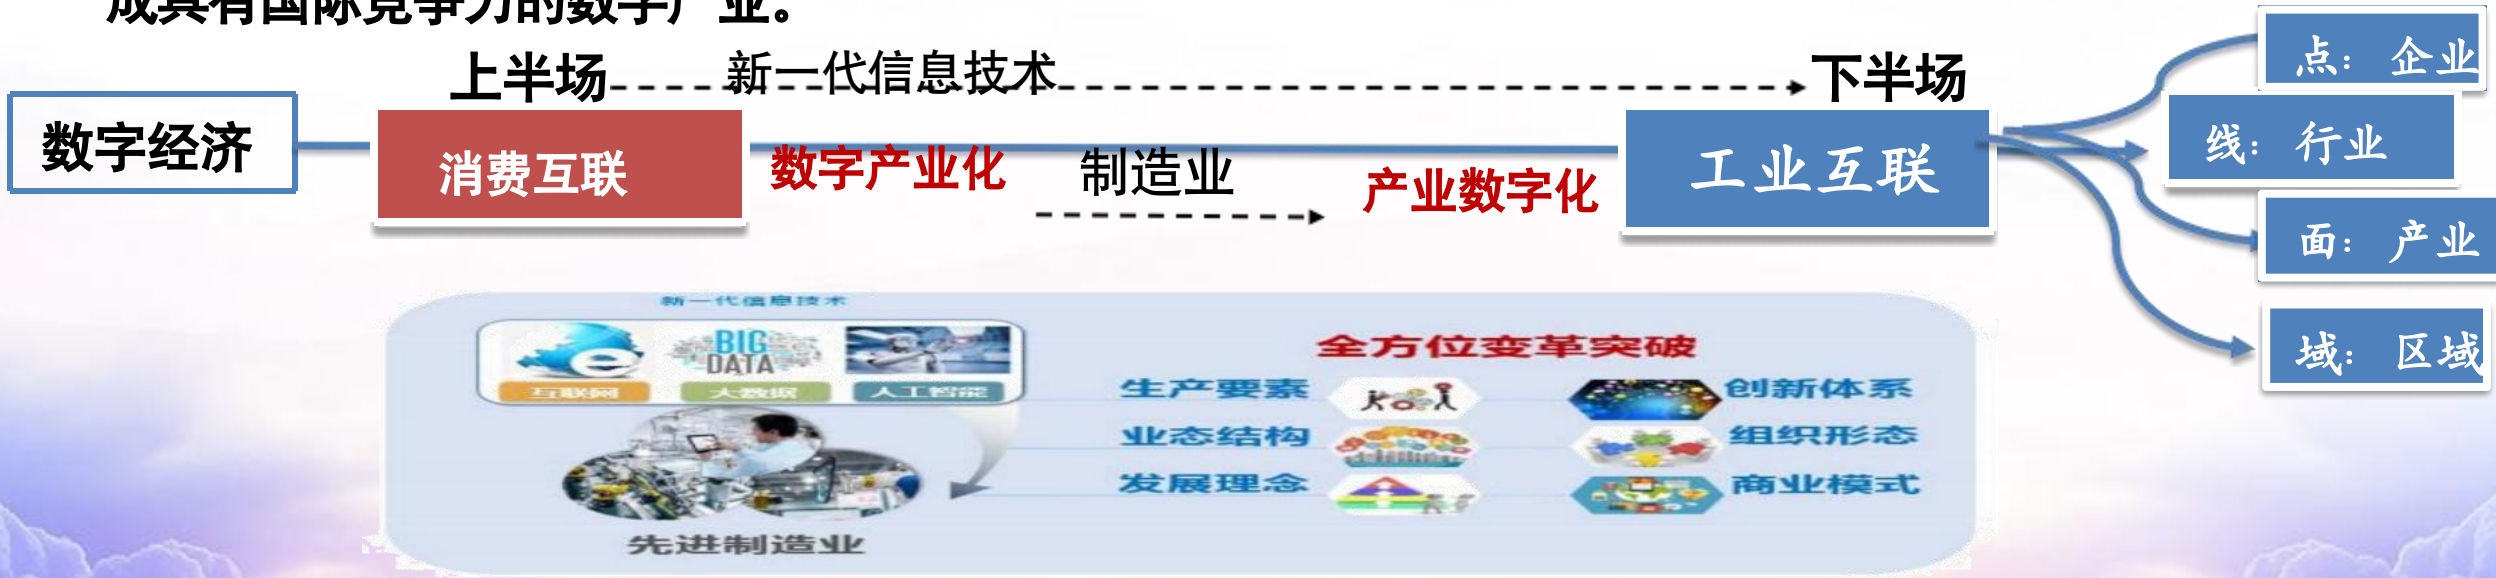 成具有国际竞争力的数字产 业。
上半场
新一代信息技术
下半场
数字经济
消费互联
数字产业化
制造业
产业数字化
工业互联
点：企业
线：行业
面：产业
域：区域
新一代信息技术
BIG
DATA
互联网
大数据
人工智能
先进制造业
全方位变革突破
生产要素
创新体系
业态结构
组织形态
发展理念
商业模式